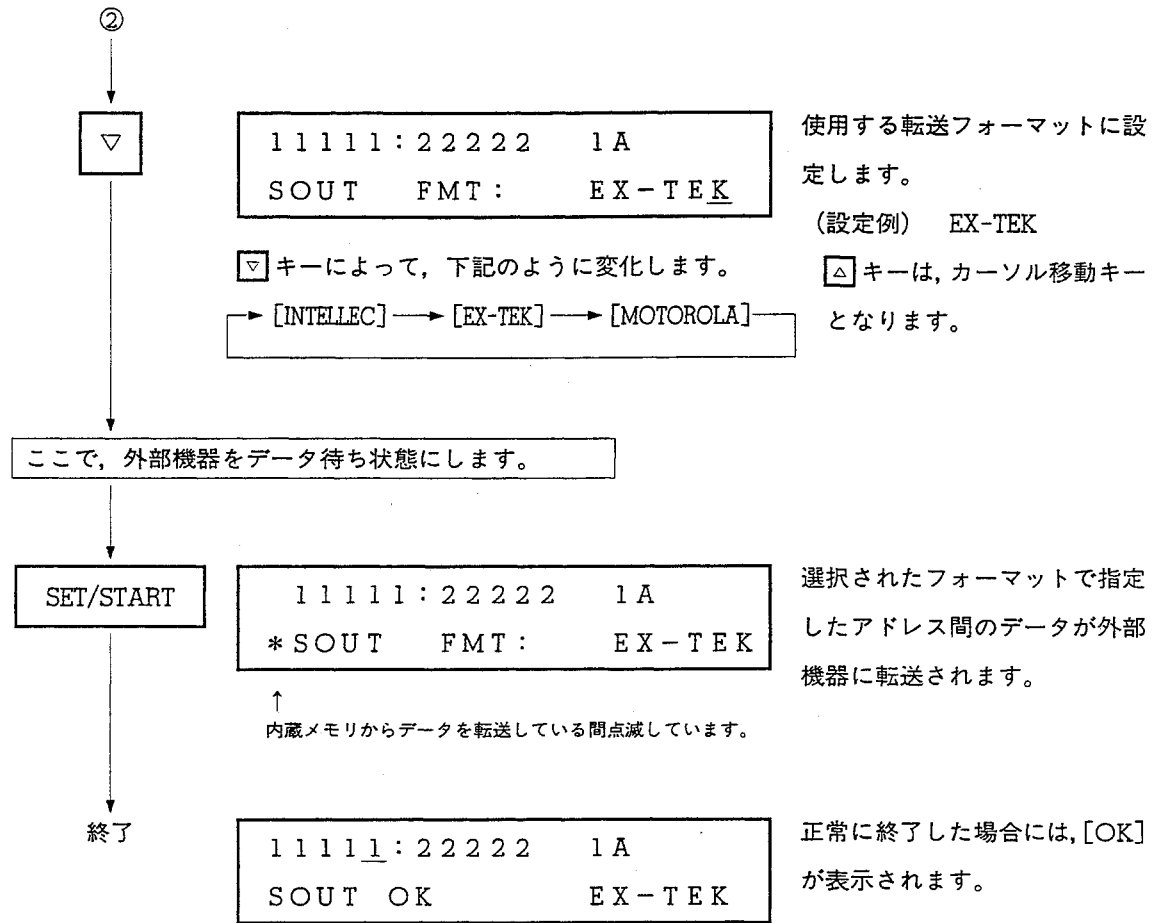 ②
▽
11111:22222 1A
SOUT FMT: EX-TEK
使用する転送フォーマットに設
定します。
(設定例) EX-TEK
△キーは,カーソル移動キー
となります。
▽キーによって,下記のように変化します。
[INTELLEC] → [EX-TEK] → [MOTOROLA]
ここで,外部機器をデータ待ち状態にします。
SET/START
11111:22222 1A
*SOUT FMT: EX-TEK
選択されたフォーマットで指定
したアドレス間のデータが外部
機器に転送されます。
↑
内蔵メモリからデータを転送している間点滅しています。
終了
11111:22222 1A
SOUT OK EX-TEK
正常に終了した場合には,[OK]
が表示されます。